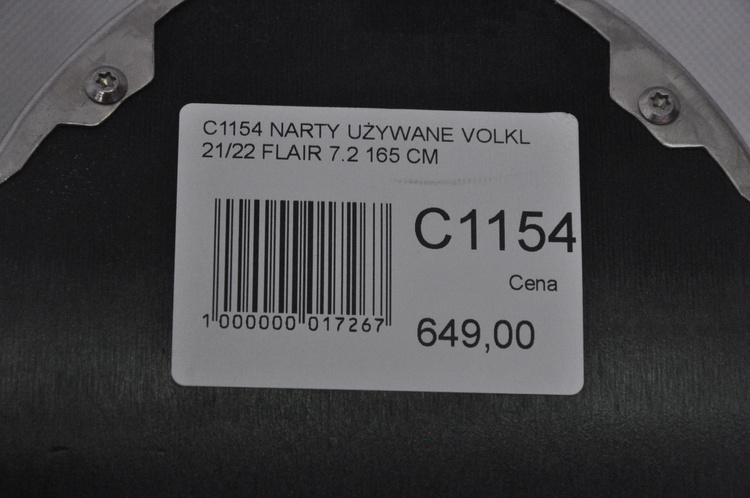 C1154 NARTY UŻYWANE VOLKL
21/22 FLAIR 7.2 165 CM
C1154
Cena
649,00
1 000000 017267